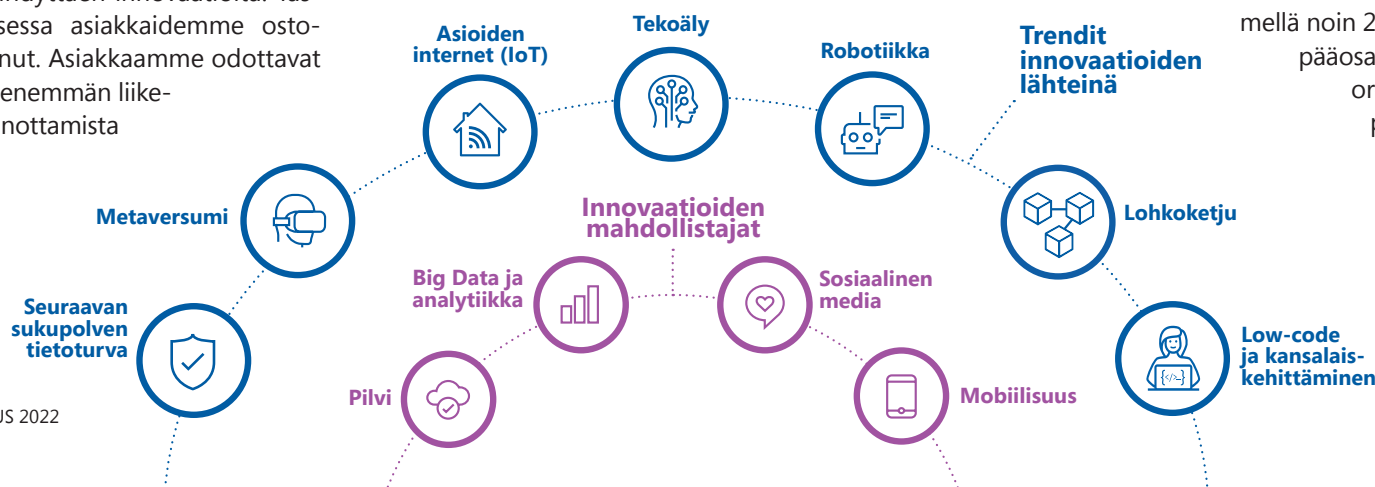 sessa asiakkaidemme osto-
nut. Asiakkaamme odottavat
enemmän liike-
nottamista
US 2022
Seuraavan
sukupolven
tietoturva
Metaversumi
Asioiden
internet (IoT)
Tekoäly
Robotiikka
Trendit
innovaatioiden
lähteinä
Lohkoketju
Low-code
ja kansalais-
kehittäminen
Innovaatioiden
mahdollistajat
Pilvi
Big Data ja
analytiikka
Sosiaalinen
media
Mobiilisuus
mellä noin 2
pääosa
or
p